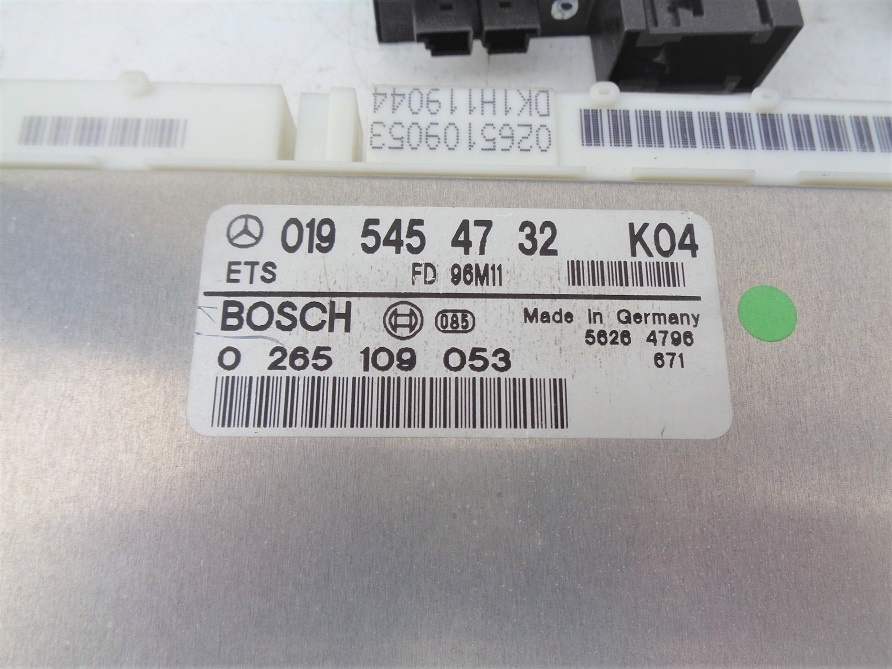 DK1H119044
0265109053
019 545 47 32 K04
ETS FD 96M11
BOSCH 085 Made in Germany
5626 4796
0 265 109 053 671